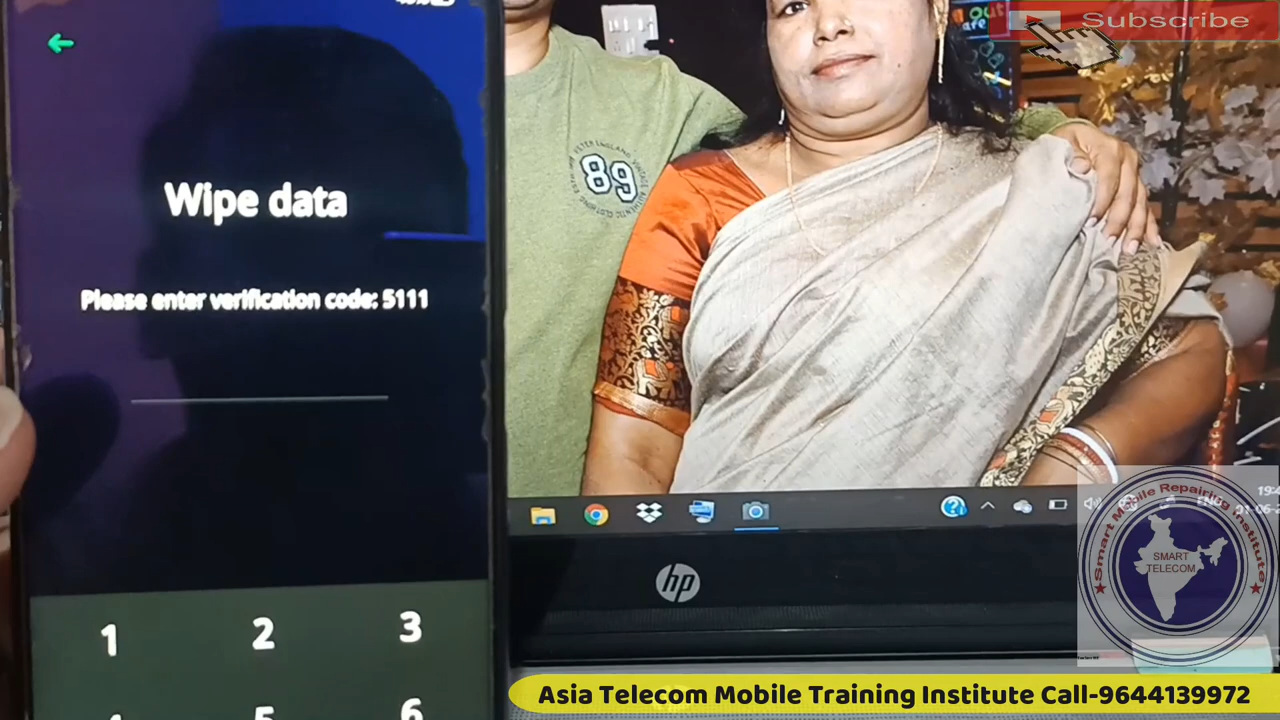 Subscribe
Wipe data
Please enter verification code: 5111
1
2
3
5
6
89
hp
Smart Mobile Repairing Institute
SMART
TELECOM
Asia Telecom Mobile Training Institute Call-9644139972